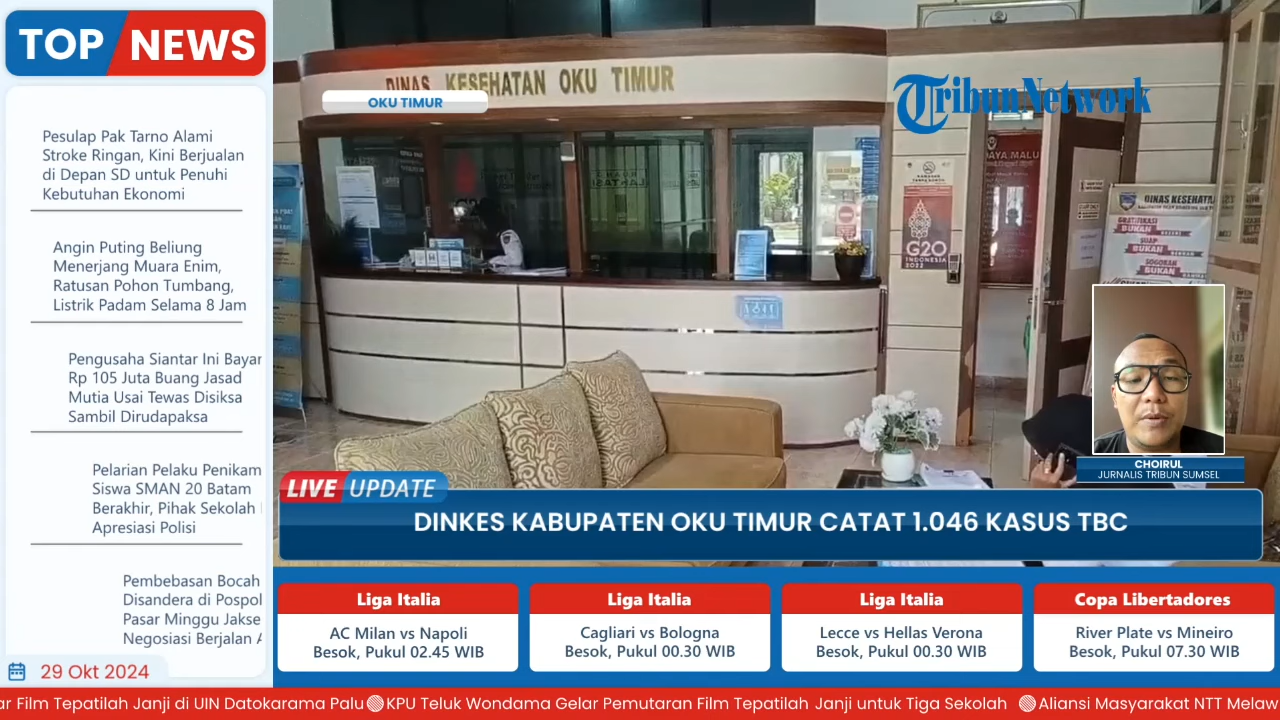 TOP NEWS
Pesulap Pak Tarno Alami
Stroke Ringan, Kini Berjualan
di Depan SD untuk Penuhi
Kebutuhan Ekonomi
Angin Puting Beliung
Menerjang Muara Enim,
Ratusan Pohon Tumbang,
Listrik Padam Selama 8 Jam
Pengusaha Siantar Ini Bayar
Rp 105 Juta Buang Jasad
Mutia Usai Tewas Disiksa
Sambil Dirudapaksa
Pelarian Pelaku Penikam
Siswa SMAN 20 Batam
Berakhir, Pihak Sekolah
Apresiasi Polisi
Pembebasan Bocah
Disandera di Pospol
Pasar Minggu Jakse
Negosiasi Berjalan A
29 Okt 2024
DINAS KESEHATAN OKU TIMUR
OKU TIMUR
TribunNetwork
G20
INDONESIA
2022
DINAS KESEHATAN
GRATIFIKASI
BUKAN
SUAP
BUKAN
SOGOKAN
BUKAN
CHOIRUL
JURNALIS TRIBUN SUMSEL
LIVE UPDATE
DINKES KABUPATEN OKU TIMUR CATAT 1.046 KASUS TBC
Liga Italia
AC Milan vs Napoli
Besok, Pukul 02.45 WIB
Liga Italia
Cagliari vs Bologna
Besok, Pukul 00.30 WIB
Liga Italia
Lecce vs Hellas Verona
Besok, Pukul 00.30 WIB
Copa Libertadores
River Plate vs Mineiro
Besok, Pukul 07.30 WIB
ar Film Tepatilah Janji di UIN Datokarama Palu KPU Teluk Wondama Gelar Pemutaran Film Tepatilah Janji untuk Tiga Sekolah Aliansi Masyarakat NTT Melaw